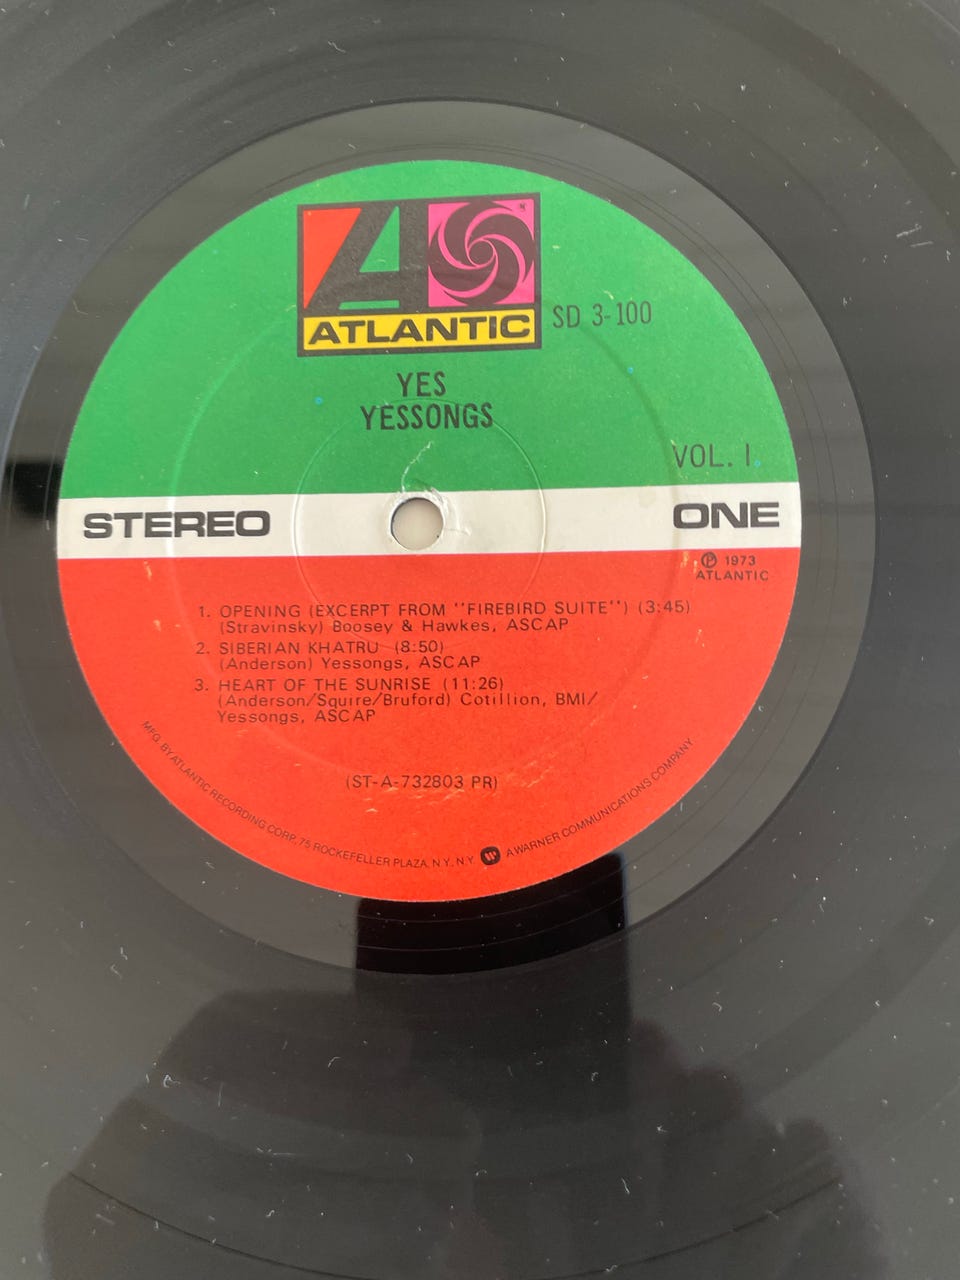 ATLANTIC
SD 3-100
YES
YESSONGS
VOL. I
STEREO
ONE
℗ 1973
ATLANTIC
1. OPENING (EXCERPT FROM "FIREBIRD SUITE") (3:45)
(Stravinsky) Boosey & Hawkes, ASCAP
2. SIBERIAN KHATRU (8:50)
(Anderson) Yessongs, ASCAP
3. HEART OF THE SUNRISE (11:26)
(Anderson/Squire/Bruford) Cotillion, BMI/
Yessongs, ASCAP
(ST-A-732803 PR)
MFG. BY ATLANTIC RECORDING CORP., 75 ROCKEFELLER PLAZA, N.Y. N.Y. W A WARNER COMMUNICATIONS COMPANY